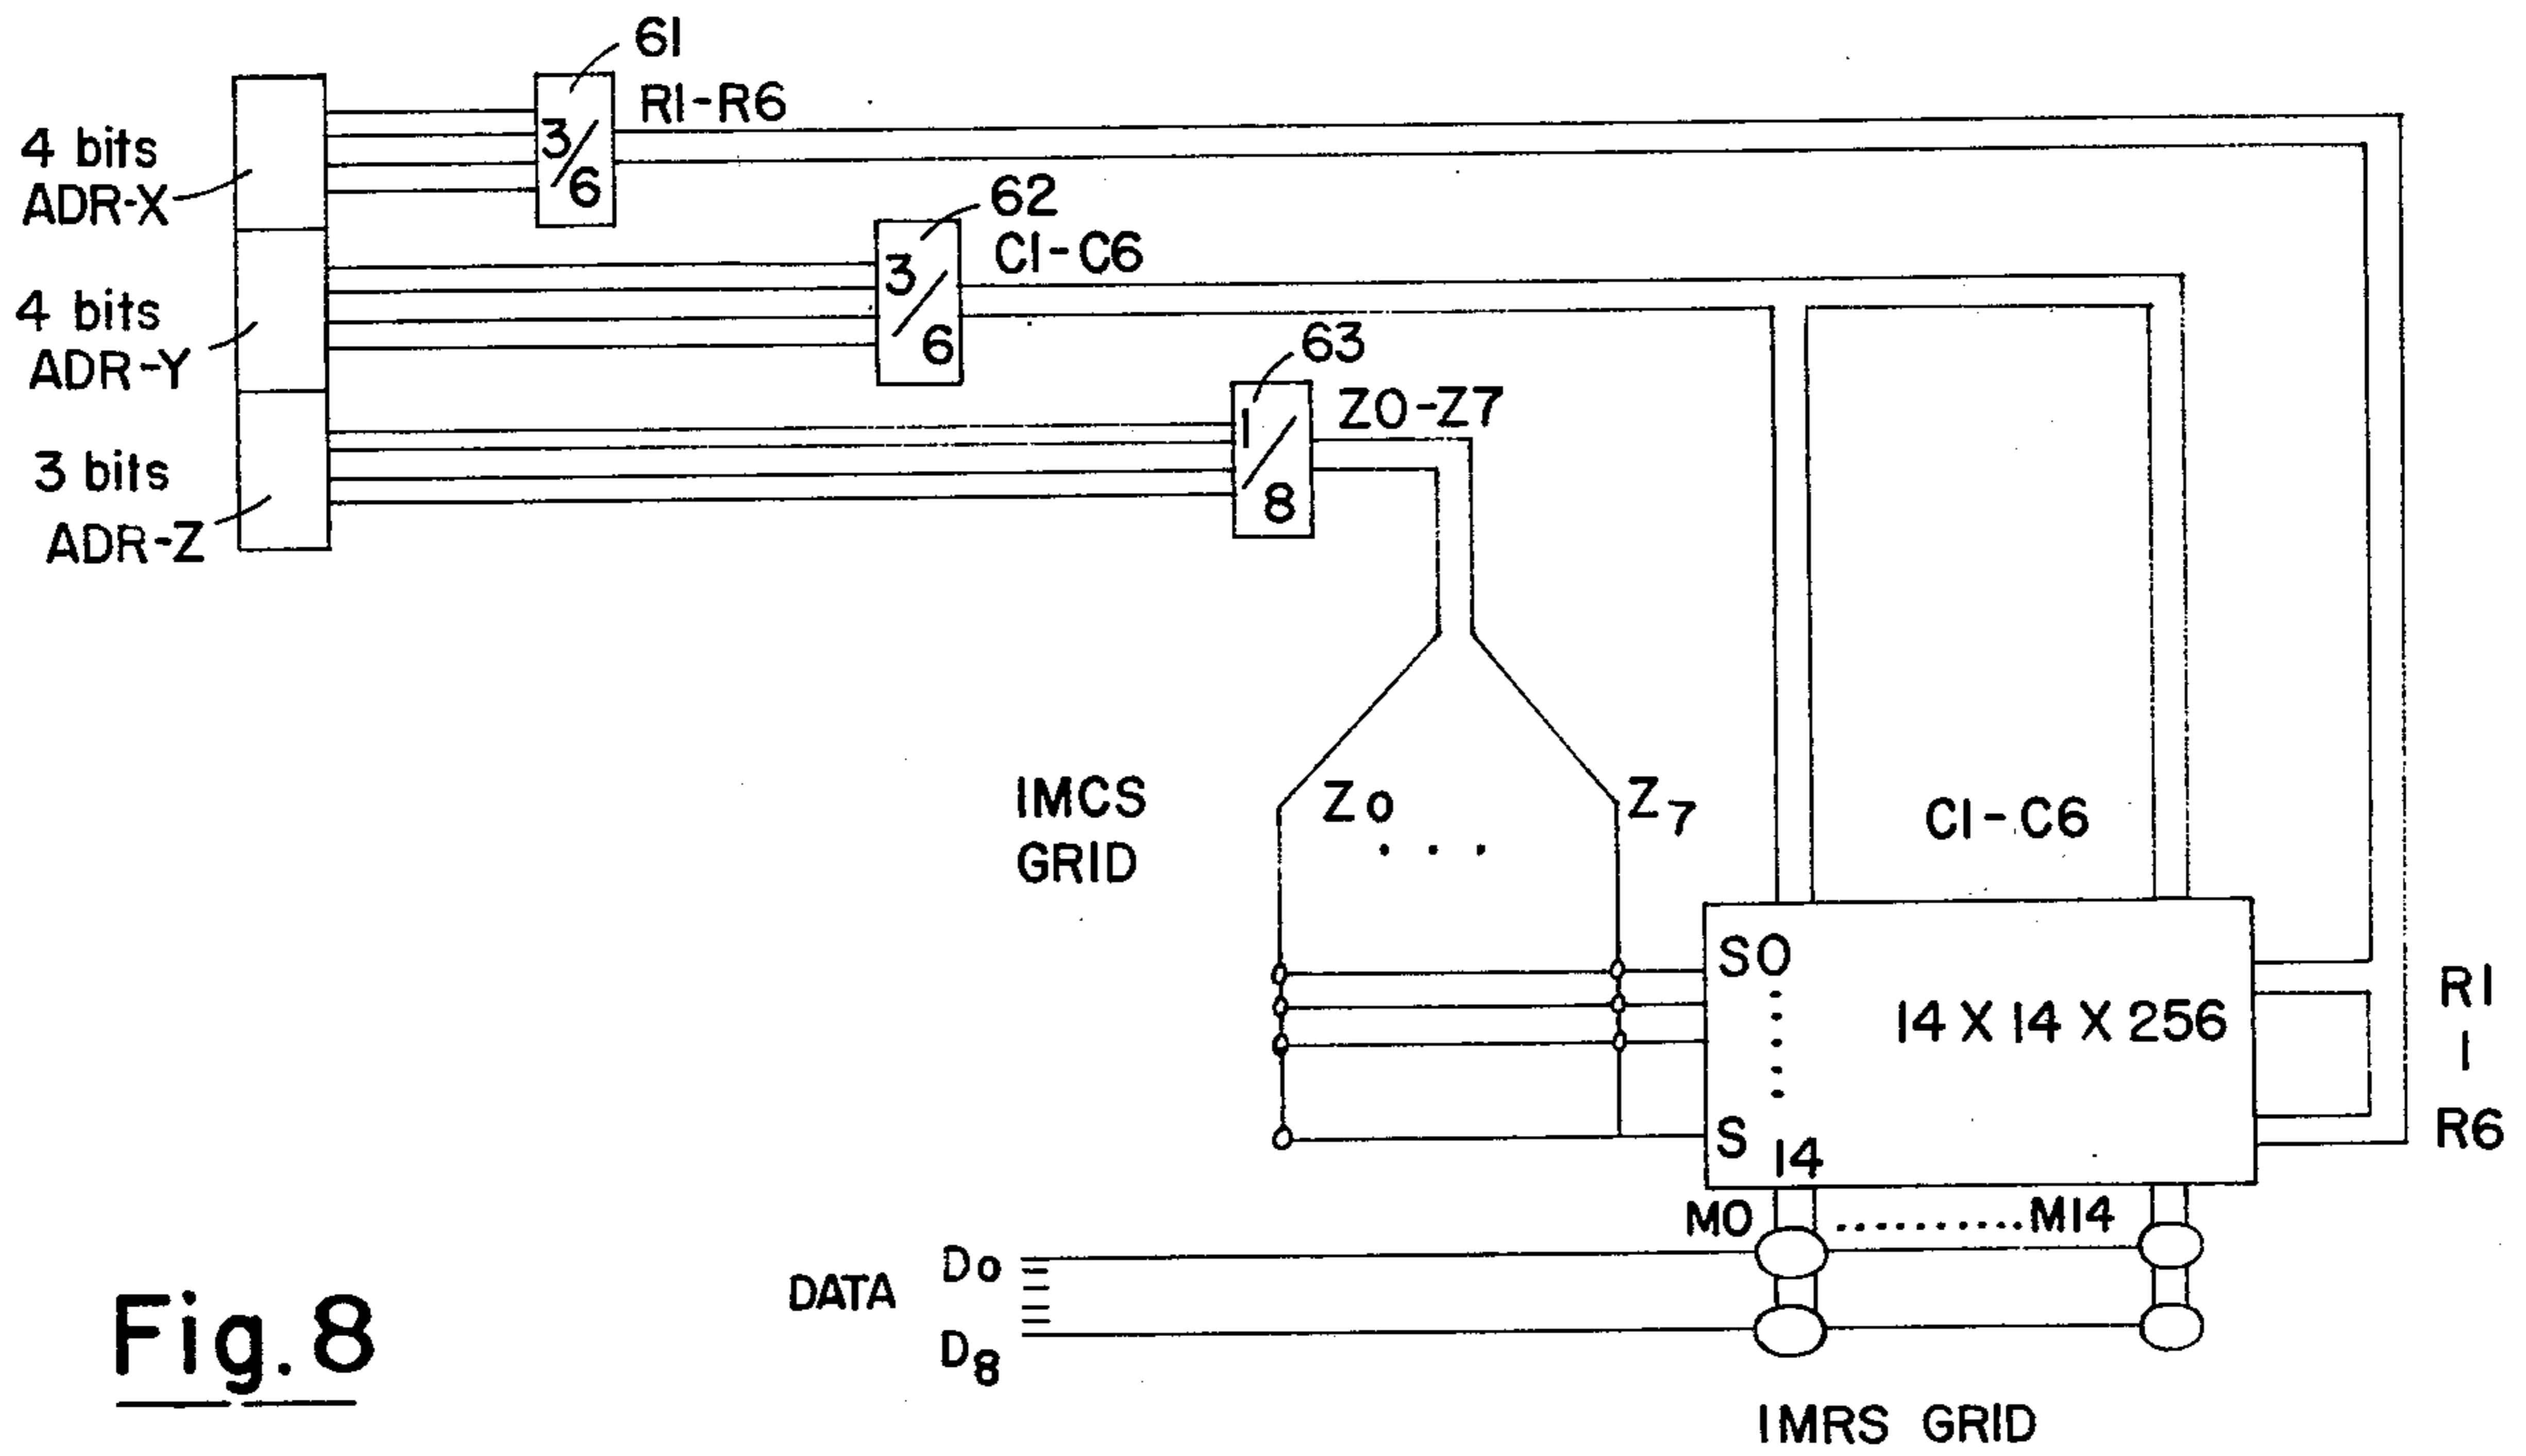 61
R1-R6
3/6
4 bits
ADR-X
62
C1-C6
3/6
4 bits
ADR-Y
63
Z0-Z7
1/8
3 bits
ADR-Z
IMCS
GRID
Zo
. . .
Z7
C1-C6
S0
14 X 14 X 256
R1
1
R6
S 14
M0 ..........M14
DATA
Do
D8
Fig. 8
IMRS GRID